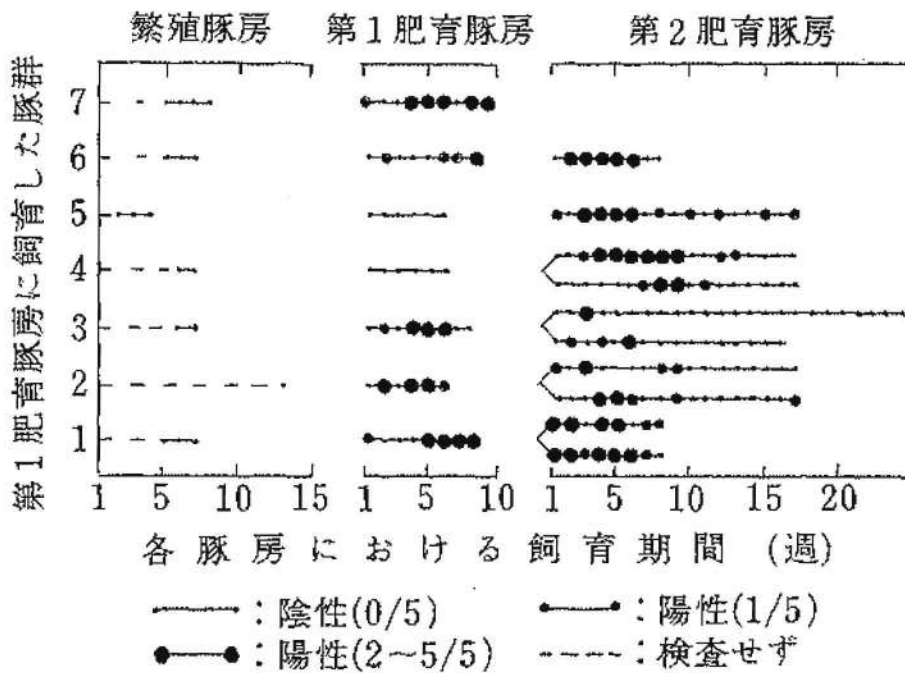 繁殖豚房 第1肥育豚房 第2肥育豚房
第1肥育豚房に飼育した豚群
7
6
5
4
3
2
1
1 5 10 15 1 5 10 1 5 10 15 20
各豚房における飼育期間 (週)
：陰性(0/5) ：陽性(1/5)
：陽性(2～5/5) ：検査せず